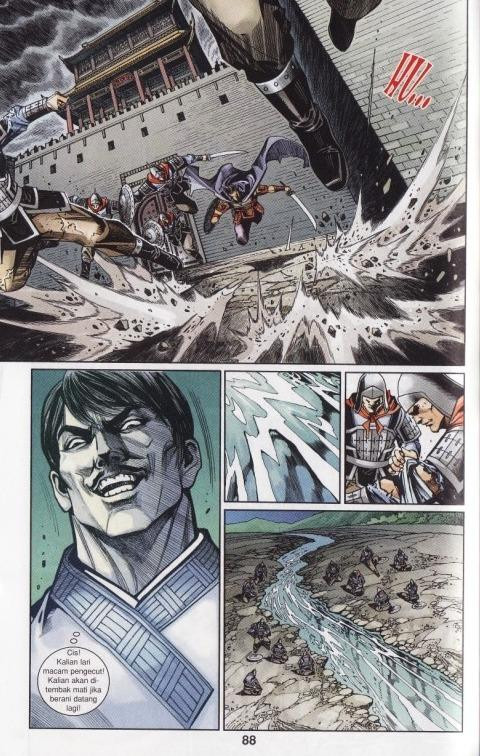 HU...
Cis!
Kalian lari
macam pengecut!
Kalian akan di-
tembak mati jika
berani datang
lagi!
88